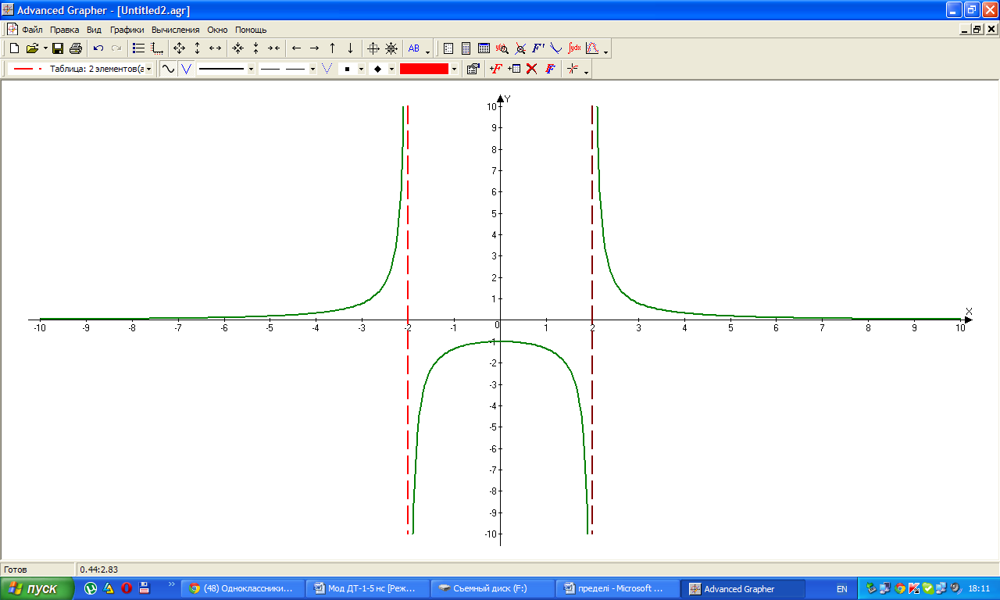 Advanced Grapher - [Untitled2.agr]
Файл Правка Вид Графики Вычисления Окно Помощь
AB y(x) F' ∫ydx
Таблица: 2 элементов(а +F F
Y
10
9
8
7
6
5
4
3
2
1
X
-10 -9 -8 -7 -6 -5 -4 -3 -2 -1 0 1 2 3 4 5 6 7 8 9 10
-1
-2
-3
-4
-5
-6
-7
-8
-9
-10
Готов 0.44:2.83
пуск » (48) Одноклассники... Мод ДТ-1-5 нс [Реж... Съемный диск (F:) пределі - Microsoft ... Advanced Grapher EN 18:11